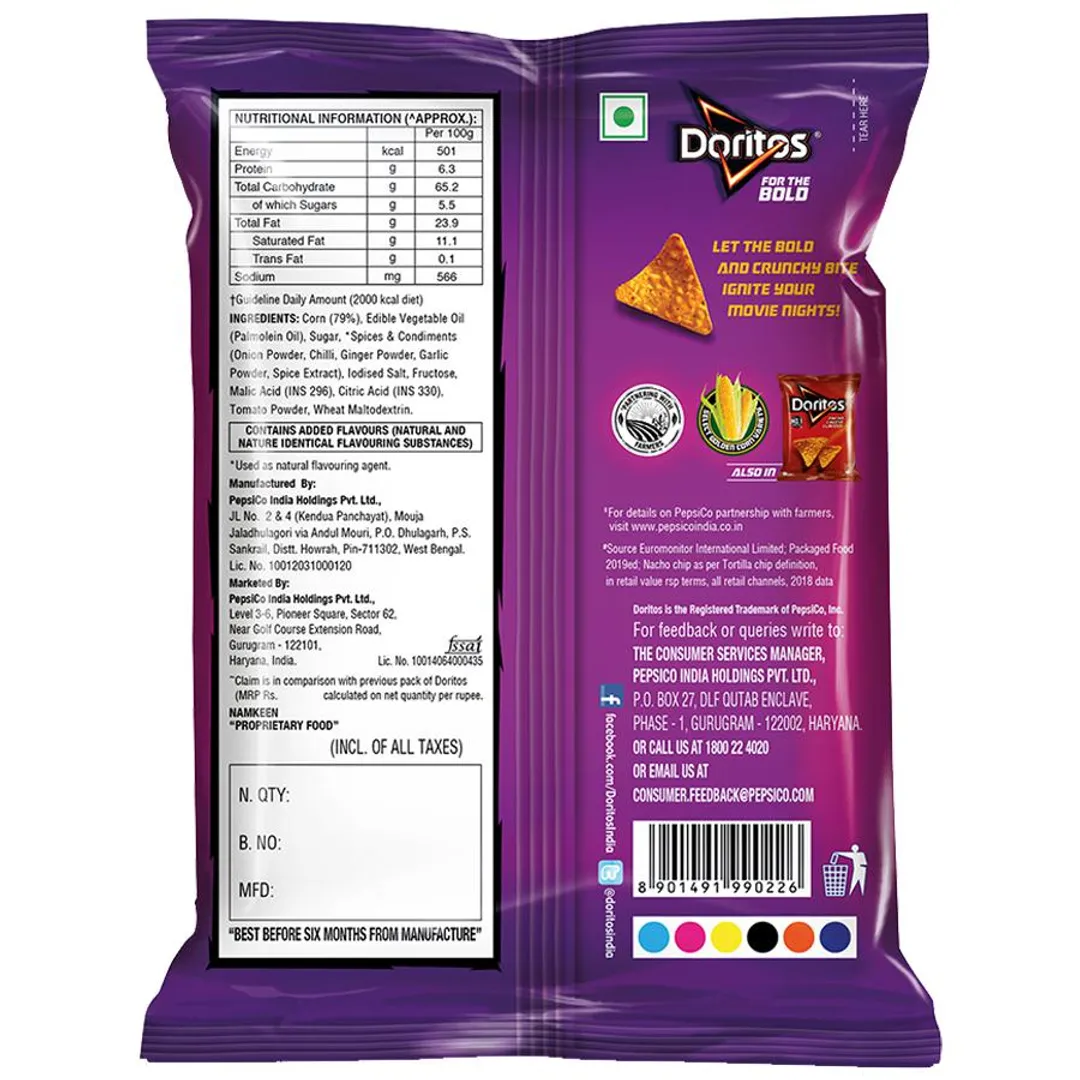 NUTRITIONAL INFORMATION (^APPROX.):
Per 100g
Energy kcal 501
Protein g 6.3
Total Carbohydrate g 65.2
of which Sugars g 5.5
Total Fat g 23.9
Saturated Fat g 11.1
Trans Fat g 0.1
Sodium mg 566
†Guideline Daily Amount (2000 kcal diet)
INGREDIENTS: Corn (79%), Edible Vegetable Oil
(Palmolein Oil), Sugar, *Spices & Condiments
(Onion Powder, Chilli, Ginger Powder, Garlic
Powder, Spice Extract), Iodised Salt, Fructose,
Malic Acid (INS 296), Citric Acid (INS 330),
Tomato Powder, Wheat Maltodextrin.
CONTAINS ADDED FLAVOURS (NATURAL AND
NATURE IDENTICAL FLAVOURING SUBSTANCES)
*Used as natural flavouring agent.
Manufactured By:
PepsiCo India Holdings Pvt. Ltd.,
JL No. 2 & 4 (Kendua Panchayat), Mouja
Jaladhulagori via Andul Mouri, P.O. Dhulagarh, P.S.
Sankrail, Distt. Howrah, Pin-711302, West Bengal.
Lic. No. 10012031000120
Marketed By:
PepsiCo India Holdings Pvt. Ltd.,
Level 3-6, Pioneer Square, Sector 62,
Near Golf Course Extension Road,
Gurugram - 122101,
Haryana, India.
fssai
Lic. No. 10014064000435
~Claim is in comparison with previous pack of Doritos
(MRP Rs. calculated on net quantity per rupee.
NAMKEEN
"PROPRIETARY FOOD"
(INCL. OF ALL TAXES)
N. QTY:
B. NO:
MFD:
"BEST BEFORE SIX MONTHS FROM MANUFACTURE"
TEAR HERE
Doritos®
FOR THE
BOLD
LET THE BOLD
AND CRUNCHY BITE
IGNITE YOUR
MOVIE NIGHTS!
PARTNERING WITH
FARMERS
SELECT GOLDEN CORN VARIETY
Doritos
ALSO IN
¹For details on PepsiCo partnership with farmers,
visit www.pepsicoindia.co.in
#Source Euromonitor International Limited; Packaged Food
2019ed; Nacho chip as per Tortilla chip definition,
in retail value rsp terms, all retail channels, 2018 data
Doritos is the Registered Trademark of PepsiCo, Inc.
For feedback or queries write to:
THE CONSUMER SERVICES MANAGER,
PEPSICO INDIA HOLDINGS PVT. LTD.,
P.O. BOX 27, DLF QUTAB ENCLAVE,
PHASE - 1, GURUGRAM - 122002, HARYANA.
OR CALL US AT 1800 22 4020
OR EMAIL US AT
CONSUMER.FEEDBACK@PEPSICO.COM
facebook.com/DoritosIndia
@doritosindia
8 901491 990226